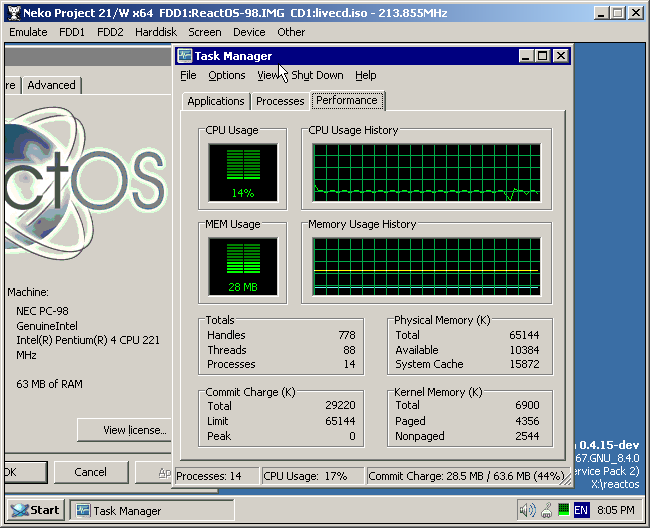 Neko Project 21/W x64 FDD1:ReactOS-98.IMG CD1:livecd.iso - 213.855MHz
Emulate FDD1 FDD2 Harddisk Screen Device Other
re Advanced
ctOS
Machine:
NEC PC-98
GenuineIntel
Intel(R) Pentium(R) 4 CPU 221
MHz
63 MB of RAM
View license...
OK Cancel Ap
Task Manager
File Options View Shut Down Help
Applications Processes Performance
CPU Usage CPU Usage History
14%
MEM Usage Memory Usage History
28 MB
Totals
Handles 778
Threads 88
Processes 14
Physical Memory (K)
Total 65144
Available 10384
System Cache 15872
Commit Charge (K)
Total 29220
Limit 65144
Peak 0
Kernel Memory (K)
Total 6900
Paged 4356
Nonpaged 2544
Processes: 14 CPU Usage: 17% Commit Charge: 28.5 MB / 63.6 MB (44%)
0.4.15-dev
67.GNU_8.4.0
ervice Pack 2)
X:\reactos
Start Task Manager EN 8:05 PM